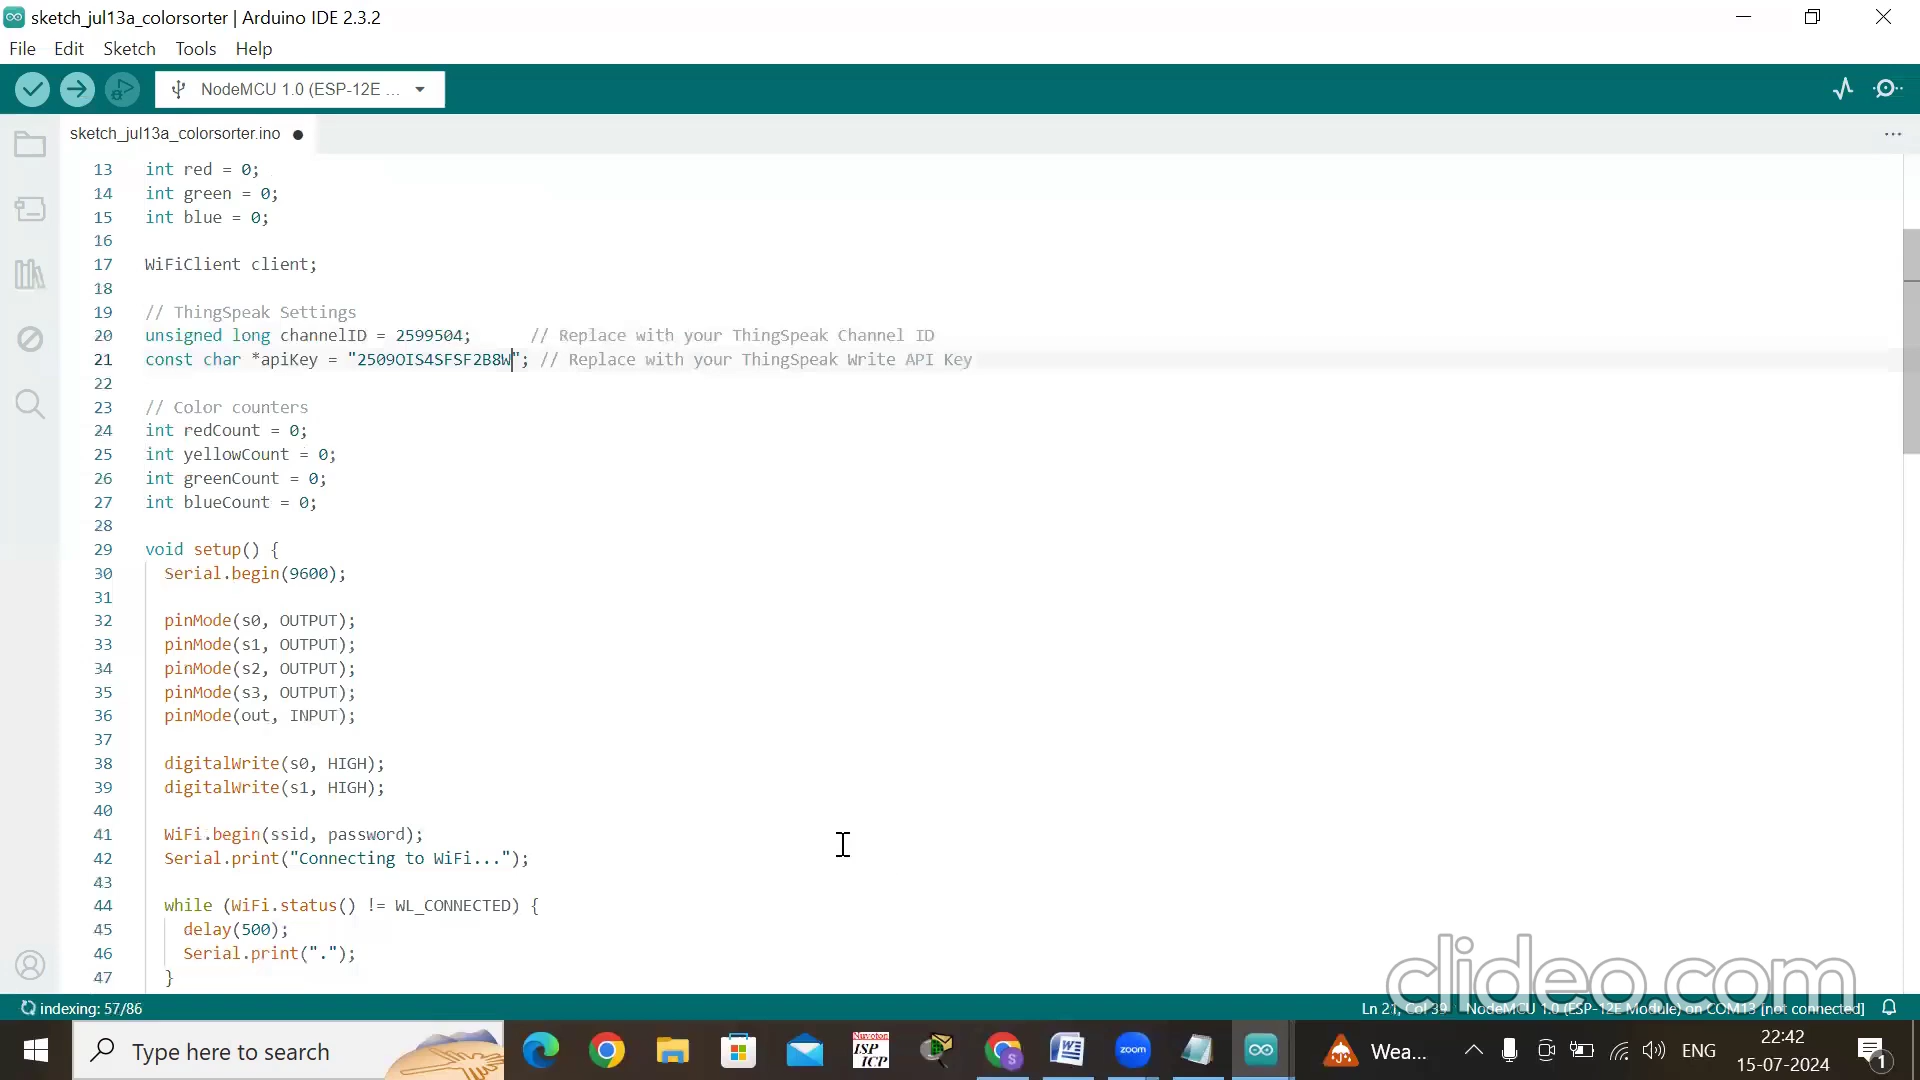 sketch_jul13a_colorsorter | Arduino IDE 2.3.2
File Edit Sketch Tools Help
NodeMCU 1.0 (ESP-12E ...
sketch_jul13a_colorsorter.ino
13 int red = 0;
14 int green = 0;
15 int blue = 0;
16
17 WiFiClient client;
18
19 // ThingSpeak Settings
20 unsigned long channelID = 2599504; // Replace with your ThingSpeak Channel ID
21 const char *apiKey = "2509OIS4SFSF2B8W"; // Replace with your ThingSpeak Write API Key
22
23 // Color counters
24 int redCount = 0;
25 int yellowCount = 0;
26 int greenCount = 0;
27 int blueCount = 0;
28
29 void setup() {
30 Serial.begin(9600);
31
32 pinMode(s0, OUTPUT);
33 pinMode(s1, OUTPUT);
34 pinMode(s2, OUTPUT);
35 pinMode(s3, OUTPUT);
36 pinMode(out, INPUT);
37
38 digitalWrite(s0, HIGH);
39 digitalWrite(s1, HIGH);
40
41 WiFi.begin(ssid, password);
42 Serial.print("Connecting to WiFi...");
43
44 while (WiFi.status() != WL_CONNECTED) {
45 delay(500);
46 Serial.print(".");
47 }
clideo.com
indexing: 57/86 Ln 21, Col 39 NodeMCU 1.0 (ESP-12E Module) on COM13 [not connected]
Type here to search Nuvoton ISP ICP zoom Wea... ENG 22:42 1
15-07-2024